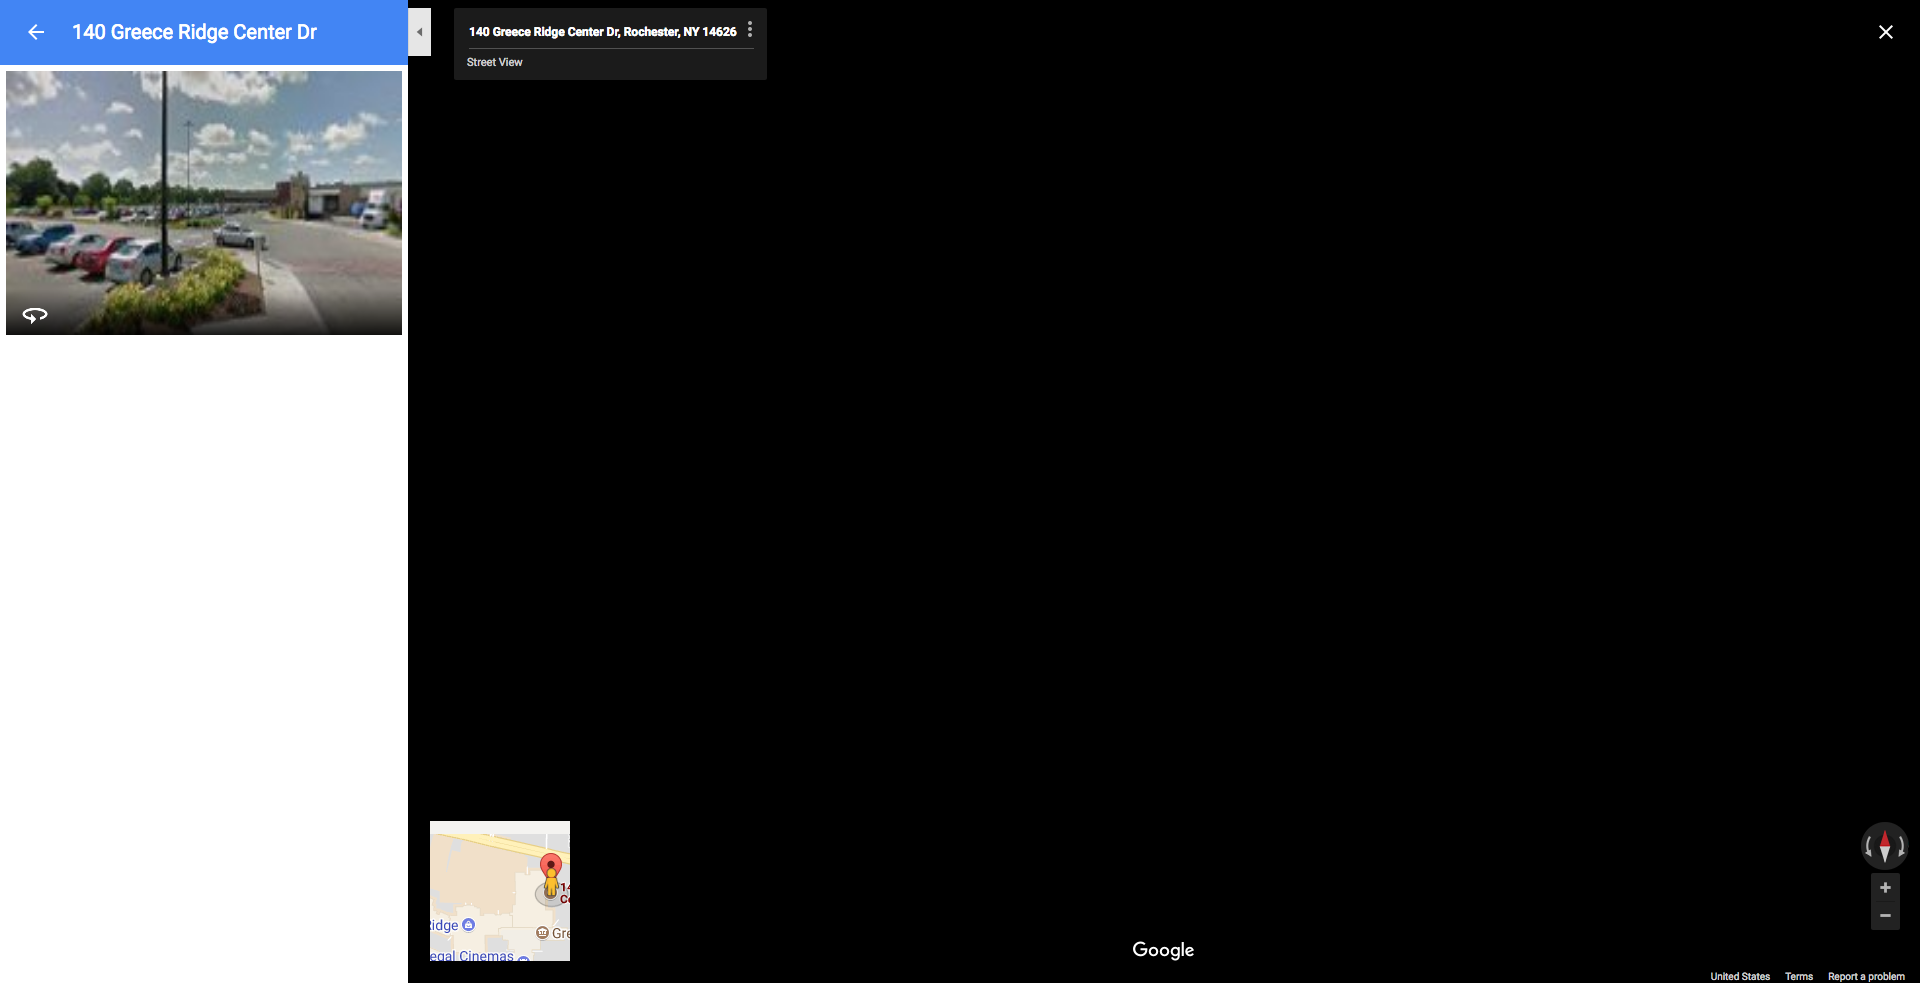 140 Greece Ridge Center Dr
140 Greece Ridge Center Dr, Rochester, NY 14626
Street View
14
Ridge
Gre
egal Cinemas
Google
United States Terms Report a problem